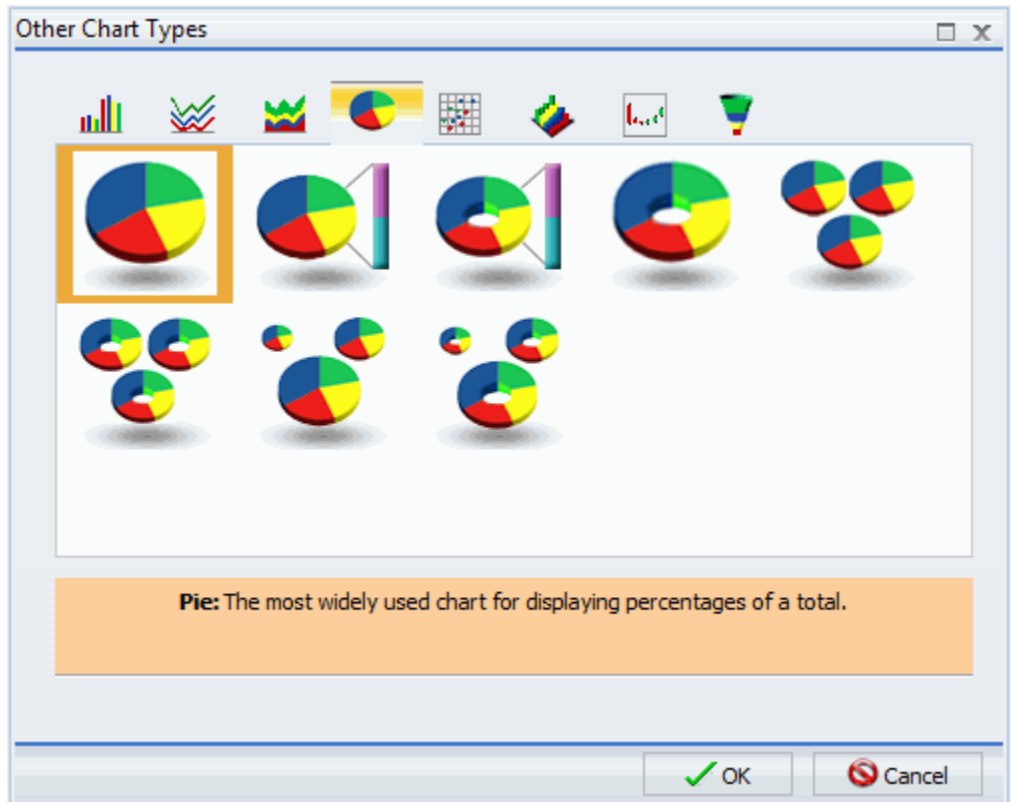 Other Chart Types
Pie: The most widely used chart for displaying percentages of a total.
OK
Cancel